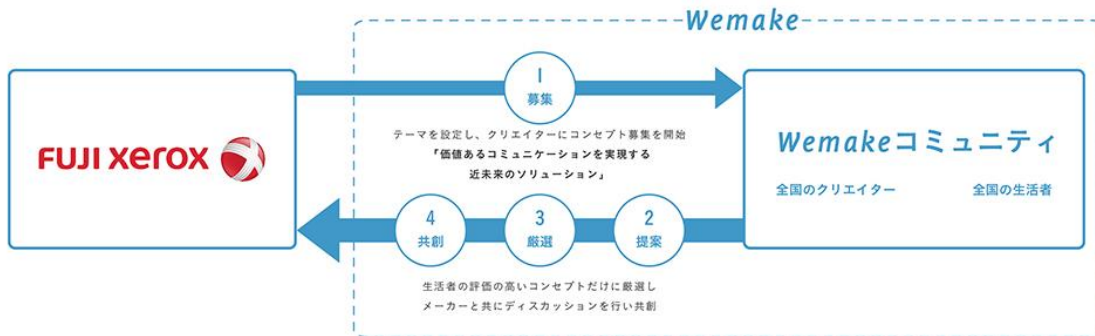 Wemake
FUJI xerox
1
募集
テーマを設定し、クリエイターにコンセプト募集を開始
「価値あるコミュニケーションを実現する
近未来のソリューション」
Wemakeコミュニティ
全国のクリエイター
全国の生活者
4
共創
3
厳選
2
提案
生活者の評価の高いコンセプトだけに厳選し
メーカーと共にディスカッションを行い共創